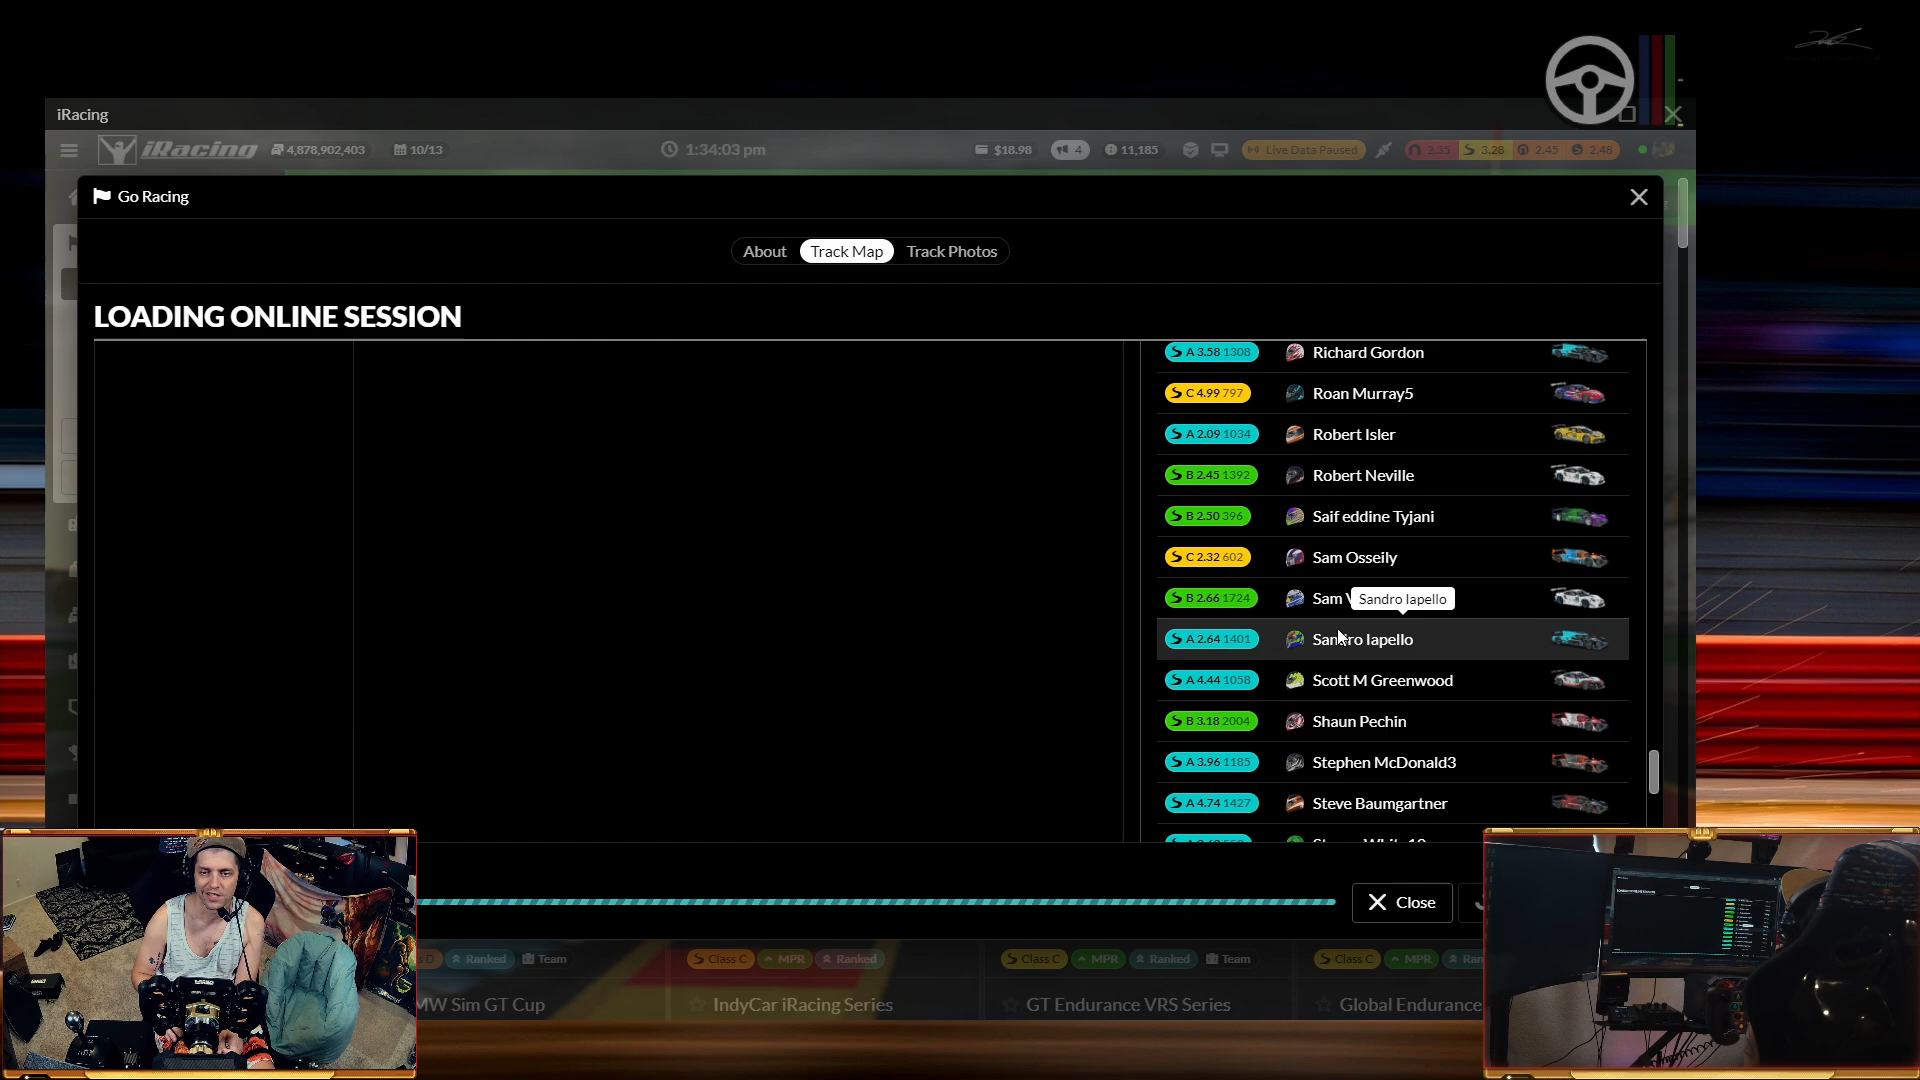 iRacing
iRacing 4,878,902,403 10/13 1:34:03 pm $18.98 4 11,185 Live Data Paused 2.35 3.28 2.45 2.48
Go Racing
About Track Map Track Photos
LOADING ONLINE SESSION
A 3.58 1308 Richard Gordon
C 4.99 797 Roan Murray5
A 2.09 1034 Robert Isler
B 2.45 1392 Robert Neville
B 2.50 396 Saif eddine Tyjani
C 2.32 602 Sam Osseily
B 2.66 1724 Sam
Sandro Iapello
A 2.64 1401 Sandro Iapello
A 4.44 1058 Scott M Greenwood
B 3.18 2004 Shaun Pechin
A 3.96 1185 Stephen McDonald3
A 4.74 1427 Steve Baumgartner
Close
D Ranked Team Class C MPR Ranked Class C MPR Ranked Team Class C MPR Ran
MW Sim GT Cup IndyCar iRacing Series GT Endurance VRS Series Global Endurance